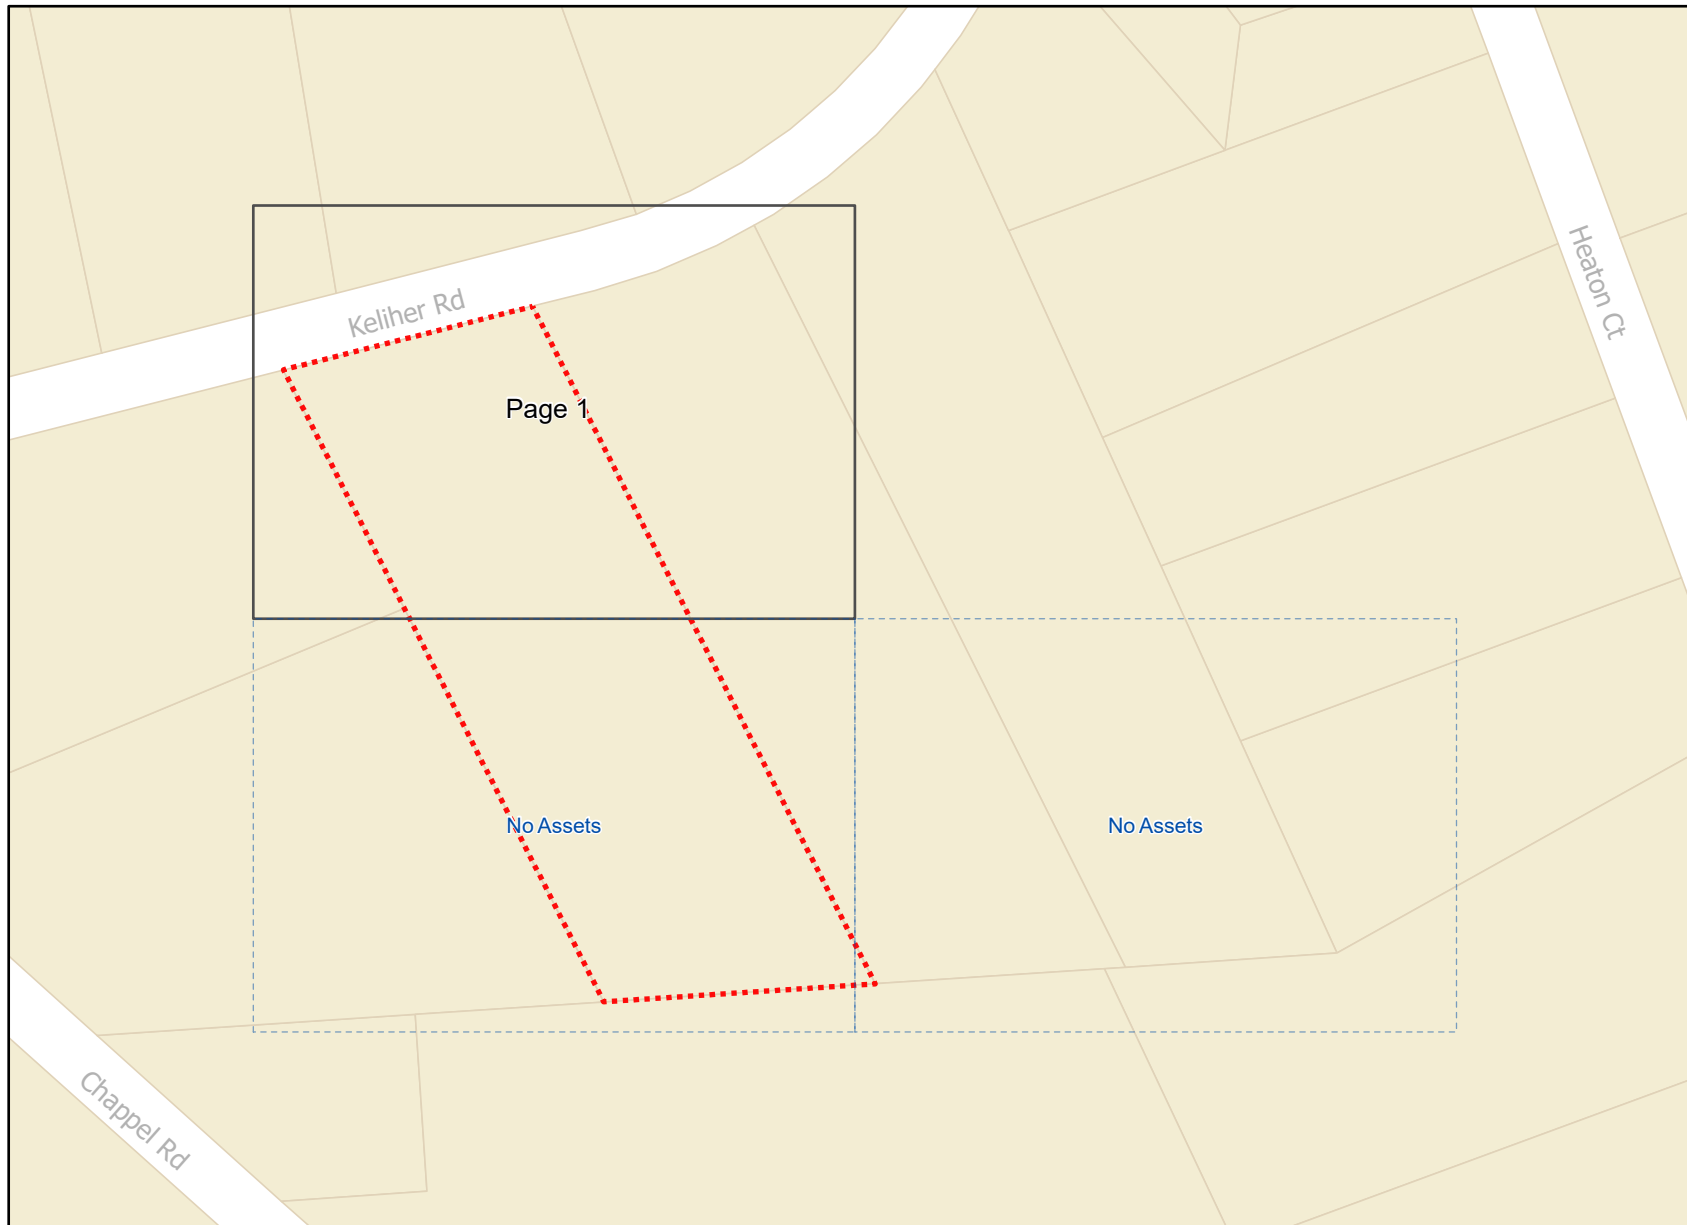 Heaton Ct
Keliher Rd
Page 1
No Assets
No Assets
Chappel Rd